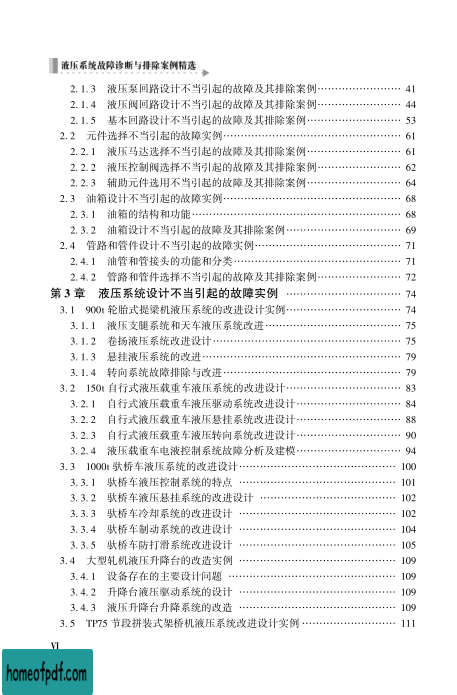 液压系统故障诊断与排除案例精选
2.1.3 液压泵回路设计不当引起的故障及其排除案例…………………… 41
2.1.4 液压阀回路设计不当引起的故障及其排除案例…………………… 44
2.1.5 基本回路设计不当引起的故障及其排除案例……………………… 53
2.2 元件选择不当引起的故障实例………………………………………… 61
2.2.1 液压马达选择不当引起的故障及其排除案例……………………… 61
2.2.2 液压控制阀选择不当引起的故障及其排除案例…………………… 62
2.2.3 辅助元件选用不当引起的故障及其排除案例……………………… 64
2.3 油箱设计不当引起的故障实例………………………………………… 68
2.3.1 油箱的结构和功能…………………………………………………… 68
2.3.2 油箱设计不当引起的故障及其排除案例…………………………… 69
2.4 管路和管件设计不当引起的故障实例………………………………… 71
2.4.1 油管和管接头的功能和分类………………………………………… 71
2.4.2 管路和管件选择不当引起的故障及其排除案例…………………… 72
第3章 液压系统设计不当引起的故障实例 …………………………… 74
3.1 900t轮胎式提梁机液压系统的改进设计实例………………………… 74
3.1.1 液压支腿系统和天车液压系统改进………………………………… 75
3.1.2 卷扬液压系统改进设计……………………………………………… 75
3.1.3 悬挂液压系统的改进………………………………………………… 79
3.1.4 转向系统故障排除与改进…………………………………………… 79
3.2 150t自行式液压载重车液压系统的改进设计………………………… 83
3.2.1 自行式液压载重车液压驱动系统改进设计………………………… 84
3.2.2 自行式液压载重车液压悬挂系统改进设计………………………… 88
3.2.3 自行式液压载重车液压转向系统改进设计………………………… 90
3.2.4 液压载重车电液控制系统故障分析及建模………………………… 94
3.3 1000t驮桥车液压系统的改进设计…………………………………… 100
3.3.1 驮桥车液压控制系统的特点 ……………………………………… 101
3.3.2 驮桥车液压悬挂系统的改进设计 ………………………………… 102
3.3.3 驮桥车冷却系统的改进设计 ……………………………………… 102
3.3.4 驮桥车制动系统的改进设计 ……………………………………… 104
3.3.5 驮桥车防打滑系统改进设计 ……………………………………… 105
3.4 大型轧机液压升降台的改造实例 ……………………………………… 109
3.4.1 设备存在的主要设计问题 ………………………………………… 109
3.4.2 升降台液压驱动系统的设计 ……………………………………… 109
3.4.3 液压升降台升降系统的改造 ……………………………………… 109
3.5 TP75节段拼装式架桥机液压系统改进设计实例 ……………………… 111
Ⅵ
homeofpdf.com